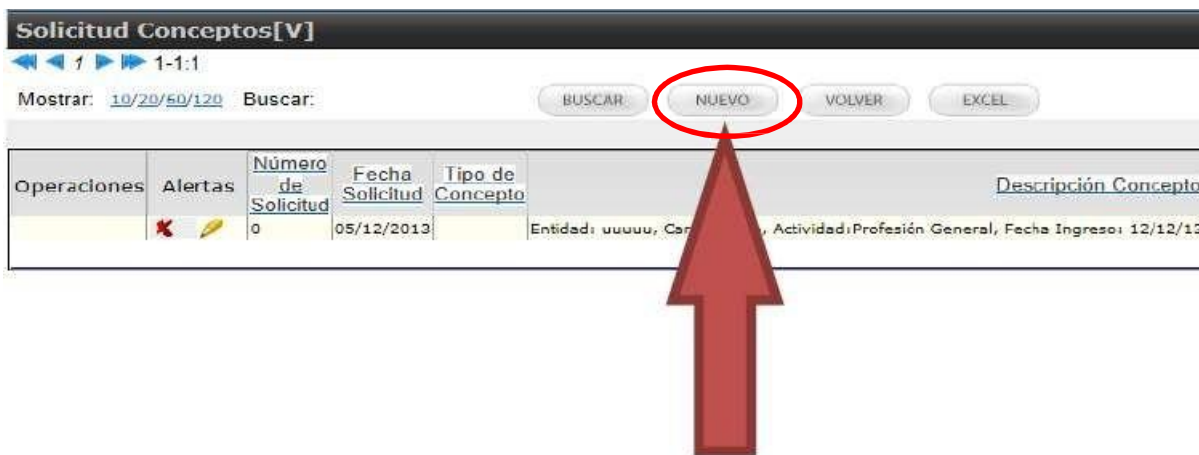 Solicitud Conceptos[V]
1 1-1:1
Mostrar: 10/20/60/120 Buscar: BUSCAR NUEVO VOLVER EXCEL
Operaciones Alertas Número de Solicitud Fecha Solicitud Tipo de Concepto Descripción Concepto
0 05/12/2013 Entidad: uuuuu, Actividad:Profesión General, Fecha Ingreso: 12/12/13